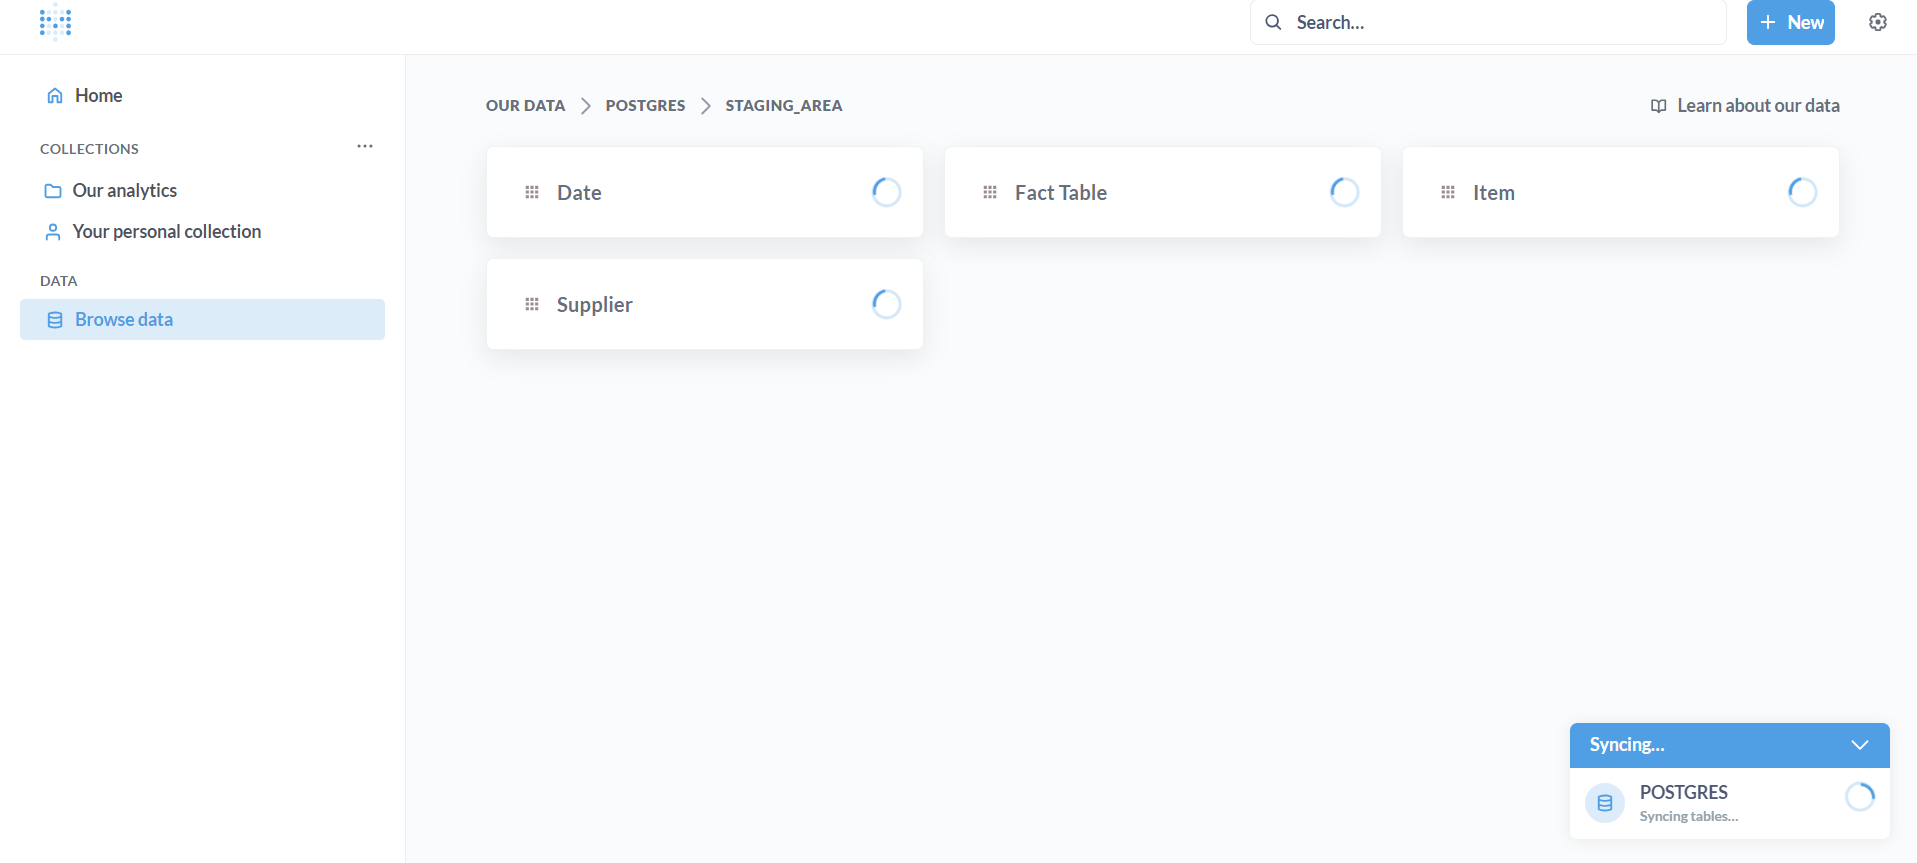 Search...
+ New
Home
COLLECTIONS
Our analytics
Your personal collection
DATA
Browse data
OUR DATA > POSTGRES > STAGING_AREA
Learn about our data
Date
Fact Table
Item
Supplier
Syncing...
POSTGRES
Syncing tables...